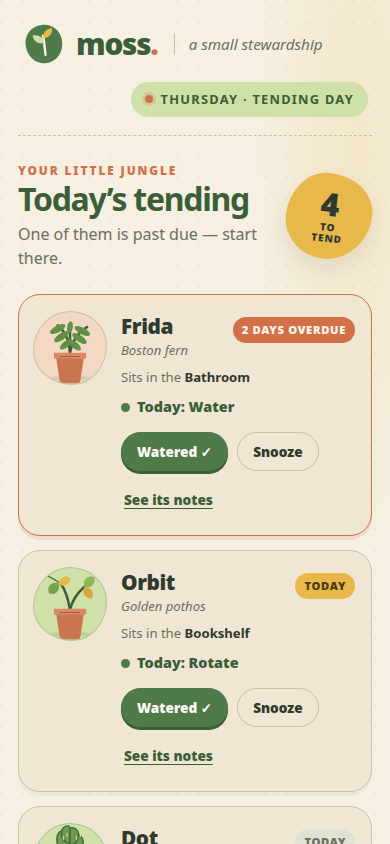 moss.
a small stewardship
THURSDAY · TENDING DAY
YOUR LITTLE JUNGLE
Today's tending
One of them is past due — start
there.
4
TO
TEND
Frida
2 DAYS OVERDUE
Boston fern
Sits in the Bathroom
Today: Water
Watered ✓
Snooze
See its notes
Orbit
TODAY
Golden pothos
Sits in the Bookshelf
Today: Rotate
Watered ✓
Snooze
See its notes
Dot
TODAY